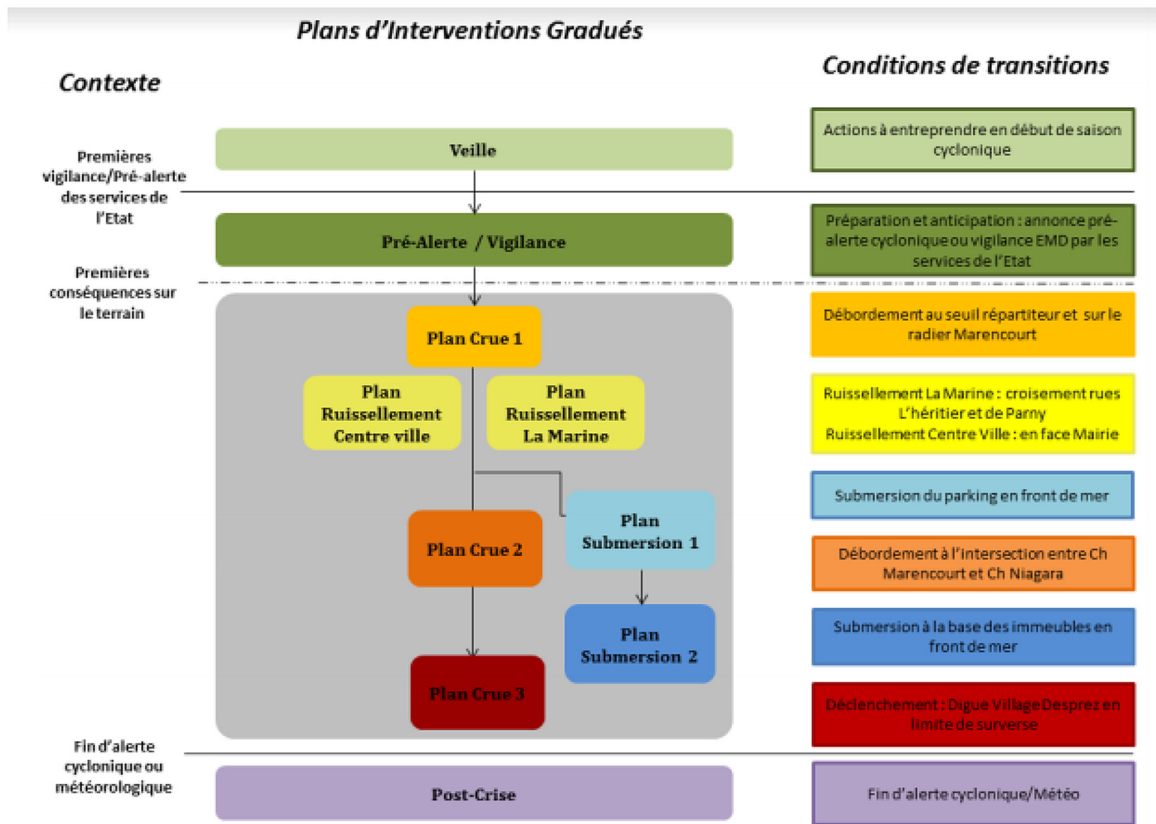 Plans d'Interventions Gradués
Contexte
Conditions de transitions
Veille
Actions à entreprendre en début de saison
cyclonique
Premières
vigilance/Pré-alerte
des services de
l'Etat
Pré-Alerte / Vigilance
Préparation et anticipation : annonce pré-
alerte cyclonique ou vigilance EMD par les
services de l'Etat
Premières
conséquences sur
le terrain
Plan Crue 1
Débordement au seuil répartiteur et sur le
radier Marencourt
Plan
Ruissellement
Centre ville
Plan
Ruissellement
La Marine
Ruissellement La Marine : croisement rues
L'héritier et de Parny
Ruissellement Centre Ville : en face Mairie
Submersion du parking en front de mer
Plan
Submersion 1
Plan Crue 2
Débordement à l'intersection entre Ch
Marencourt et Ch Niagara
Plan
Submersion 2
Submersion à la base des immeubles en
front de mer
Plan Crue 3
Déclenchement : Digue Village Desprez en
limite de surverse
Fin d'alerte
cyclonique ou
météorologique
Post-Crise
Fin d'alerte cyclonique/Météo